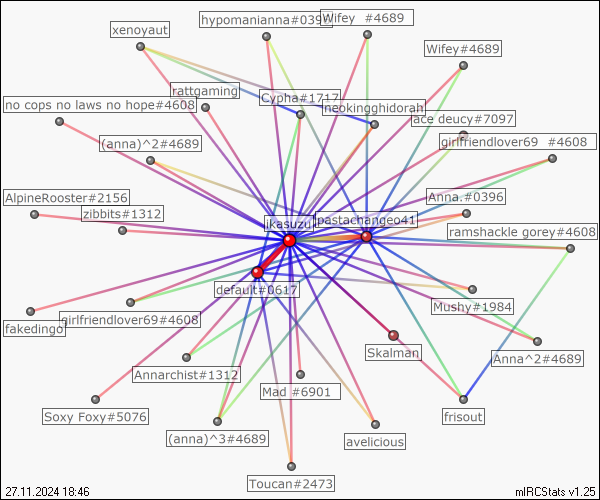 hypomanianna#0396
Wifey  #4689
xenoyaut
Wifey#4689
rattgaming
Cypha#1717
no cops no laws no hope#4608
neokingghidorah
ace deucy#7097
(anna)^2#4689
girlfriendlover69  #4608
AlpineRooster#2156
Anna.#0396
zibbits#1312
ikasuzu
pastachangeo41
ramshackle gorey#4608
default#0617
Mushy#1984
girlfriendlover69#4608
fakedingo
Skalman
Anna^2#4689
Annarchist#1312
Mad #6901
Soxy Foxy#5076
frisout
(anna)^3#4689
avelicious
Toucan#2473
27.11.2024 18:46
mIRCStats v1.25